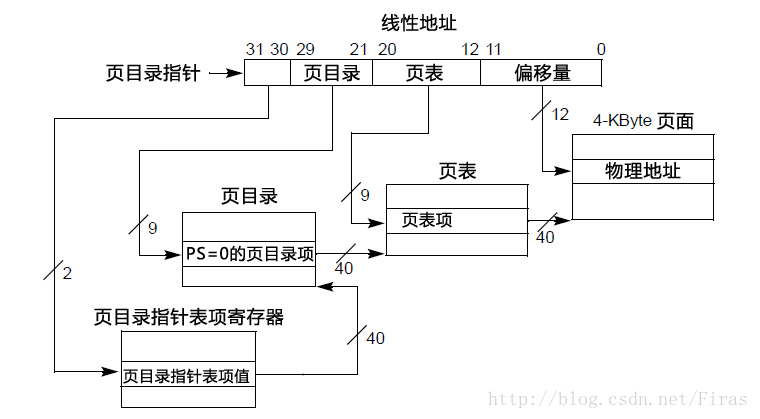 线性地址
31 30 29 21 20 12 11 0
页目录指针 页目录 页表 偏移量
12
4-KByte 页面
物理地址
页表
9
页表项
40
页目录
9
PS=0的页目录项
40
2
页目录指针表项寄存器
40
页目录指针表项值
http://blog.csdn.net/Firas